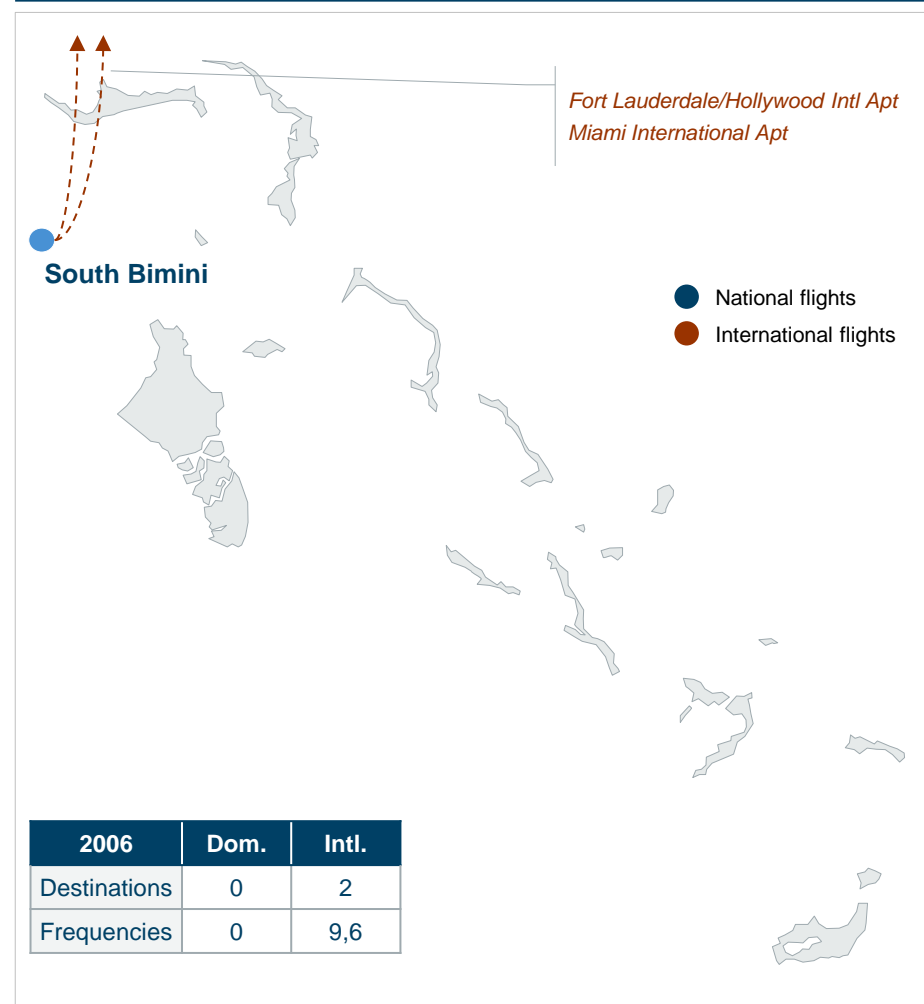 Fort Lauderdale/Hollywood Intl Apt
Miami International Apt
South Bimini
National flights
International flights
2006 Dom. Intl.
Destinations 0 2
Frequencies 0 9,6